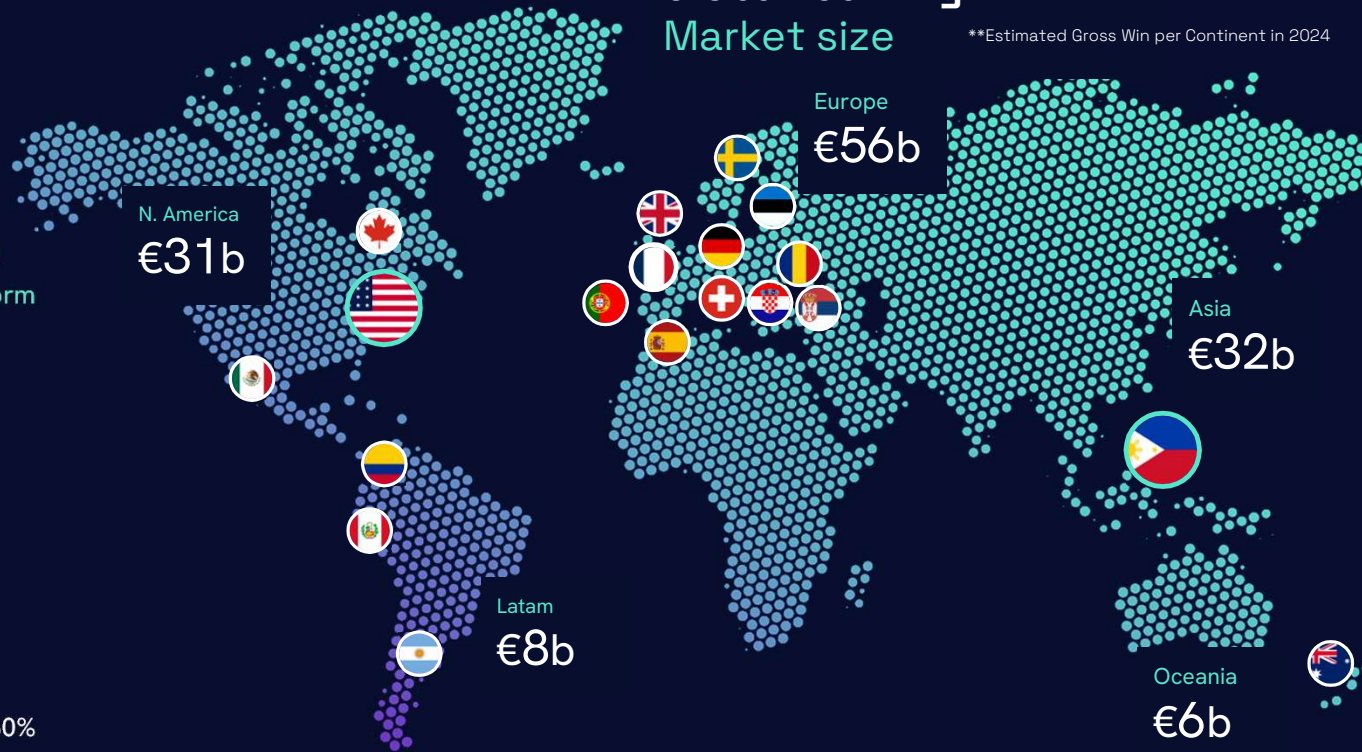 Market size
**Estimated Gross Win per Continent in 2024
Europe
€56b
N. America
€31b
orm
Asia
€32b
Latam
€8b
Oceania
€6b
0%